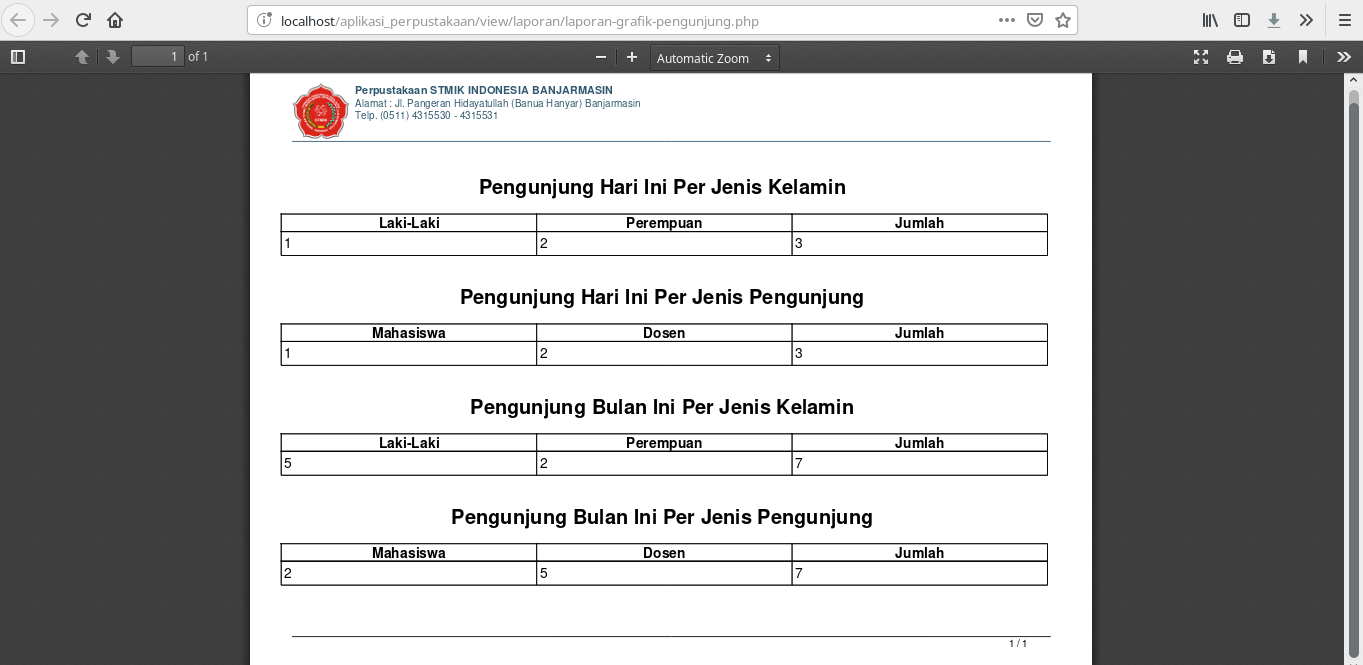 localhost/aplikasi_perpustakaan/view/laporan/laporan-grafik-pengunjung.php
1 of 1
Automatic Zoom
Perpustakaan STMIK INDONESIA BANJARMASIN
Alamat : Jl. Pangeran Hidayatullah (Banua Hanyar) Banjarmasin
Telp. (0511) 4315530 - 4315531
Pengunjung Hari Ini Per Jenis Kelamin
Laki-Laki Perempuan Jumlah
1 2 3
Pengunjung Hari Ini Per Jenis Pengunjung
Mahasiswa Dosen Jumlah
1 2 3
Pengunjung Bulan Ini Per Jenis Kelamin
Laki-Laki Perempuan Jumlah
5 2 7
Pengunjung Bulan Ini Per Jenis Pengunjung
Mahasiswa Dosen Jumlah
2 5 7
1 / 1